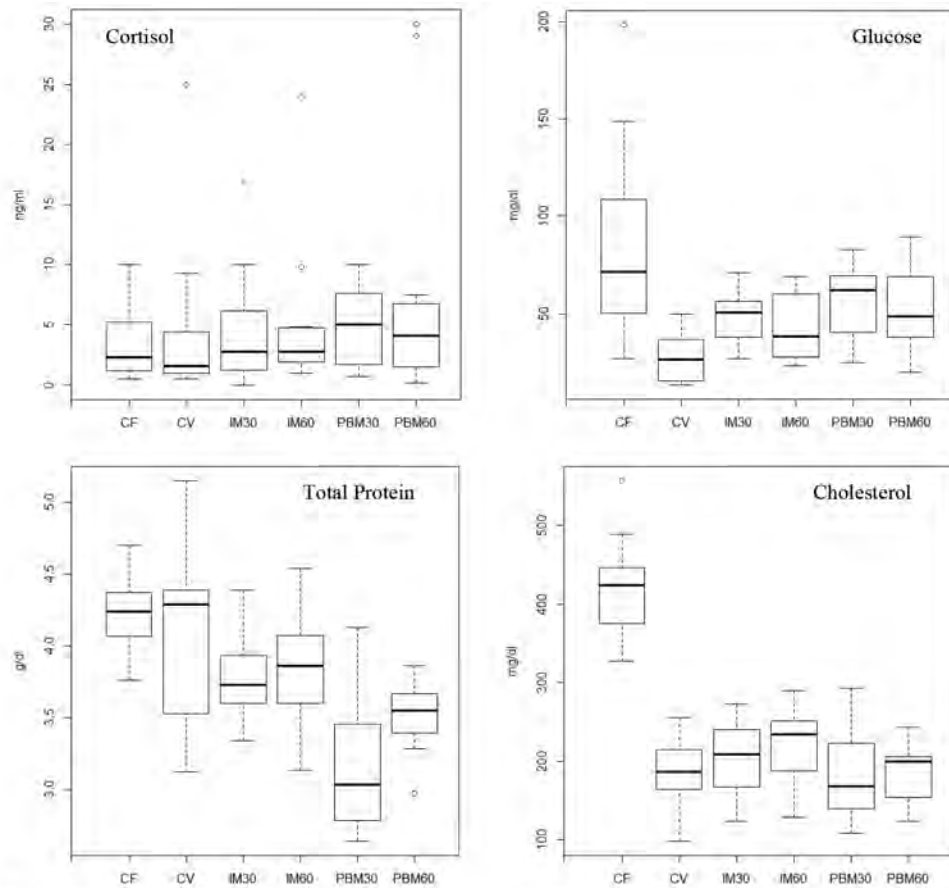 Cortisol
30
25
20
15
10
5
0
ng/ml
CF CV IM30 IM60 PBM30 PBM60
Glucose
200
150
100
50
mg/dl
CF CV IM30 IM60 PBM30 PBM60
Total Protein
5.0
4.5
4.0
3.5
3.0
g/dl
CF CV IM30 IM60 PBM30 PBM60
Cholesterol
500
400
300
200
100
mg/dl
CF CV IM30 IM60 PBM30 PBM60